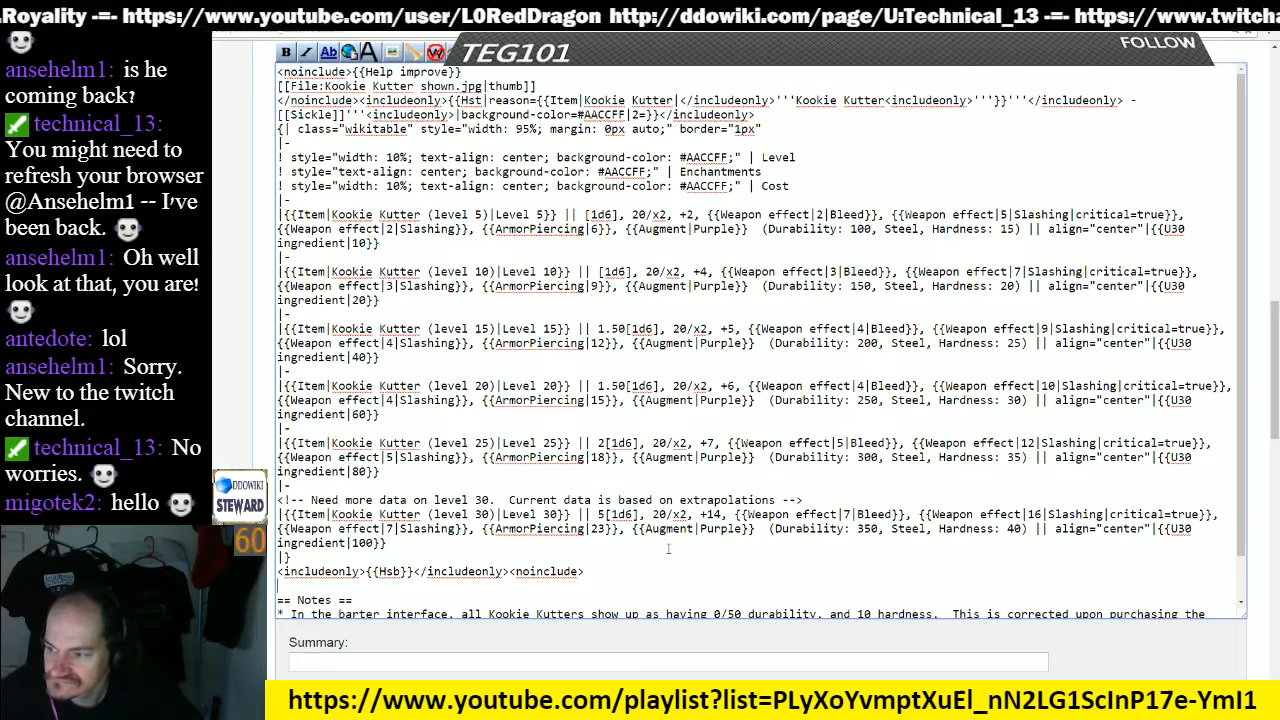 .Royality -=- https://www.youtube.com/user/L0RedDragon http://ddowiki.com/page/U:Technical_13 -=- https://www.twitcha
TEG101
FOLLOW
ansehelm1: is he
coming back?
technical_13:
You might need to
refresh your browser
@Ansehelm1 -- I've
been back.
ansehelm1: Oh well
look at that, you are!
antedote: lol
ansehelm1: Sorry.
New to the twitch
channel.
technical_13: No
worries.
migotek2: hello
DDOWIKI
STEWARD
60
B I Ab A W
<noinclude>{{Help improve}}
[[File:Kookie Kutter shown.jpg|thumb]]
</noinclude><includeonly>{{Hst|reason={{Item|Kookie Kutter|</includeonly>'''Kookie Kutter<includeonly>'''}}'''</includeonly> -
[[Sickle]]'''<includeonly>|background-color=#AACCFF|2=}}</includeonly>
{| class="wikitable" style="width: 95%; margin: 0px auto;" border="1px"
|-
! style="width: 10%; text-align: center; background-color: #AACCFF;" | Level
! style="text-align: center; background-color: #AACCFF;" | Enchantments
! style="width: 10%; text-align: center; background-color: #AACCFF;" | Cost
|-
|{{Item|Kookie Kutter (level 5)|Level 5}} || [1d6], 20/x2, +2, {{Weapon effect|2|Bleed}}, {{Weapon effect|5|Slashing|critical=true}},
{{Weapon effect|2|Slashing}}, {{ArmorPiercing|6}}, {{Augment|Purple}}  (Durability: 100, Steel, Hardness: 15) || align="center"|{{U30
ingredient|10}}
|-
|{{Item|Kookie Kutter (level 10)|Level 10}} || [1d6], 20/x2, +4, {{Weapon effect|3|Bleed}}, {{Weapon effect|7|Slashing|critical=true}},
{{Weapon effect|3|Slashing}}, {{ArmorPiercing|9}}, {{Augment|Purple}}  (Durability: 150, Steel, Hardness: 20) || align="center"|{{U30
ingredient|20}}
|-
|{{Item|Kookie Kutter (level 15)|Level 15}} || 1.50[1d6], 20/x2, +5, {{Weapon effect|4|Bleed}}, {{Weapon effect|9|Slashing|critical=true}},
{{Weapon effect|4|Slashing}}, {{ArmorPiercing|12}}, {{Augment|Purple}}  (Durability: 200, Steel, Hardness: 25) || align="center"|{{U30
ingredient|40}}
|-
|{{Item|Kookie Kutter (level 20)|Level 20}} || 1.50[1d6], 20/x2, +6, {{Weapon effect|4|Bleed}}, {{Weapon effect|10|Slashing|critical=true}},
{{Weapon effect|4|Slashing}}, {{ArmorPiercing|15}}, {{Augment|Purple}}  (Durability: 250, Steel, Hardness: 30) || align="center"|{{U30
ingredient|60}}
|-
|{{Item|Kookie Kutter (level 25)|Level 25}} || 2[1d6], 20/x2, +7, {{Weapon effect|5|Bleed}}, {{Weapon effect|12|Slashing|critical=true}},
{{Weapon effect|5|Slashing}}, {{ArmorPiercing|18}}, {{Augment|Purple}}  (Durability: 300, Steel, Hardness: 35) || align="center"|{{U30
ingredient|80}}
|-
<!-- Need more data on level 30.  Current data is based on extrapolations -->
|{{Item|Kookie Kutter (level 30)|Level 30}} || 5[1d6], 20/x2, +14, {{Weapon effect|7|Bleed}}, {{Weapon effect|16|Slashing|critical=true}},
{{Weapon effect|7|Slashing}}, {{ArmorPiercing|23}}, {{Augment|Purple}}  (Durability: 350, Steel, Hardness: 40) || align="center"|{{U30
ingredient|100}}
|}
<includeonly>{{Hsb}}</includeonly><noinclude>
== Notes ==
* In the barter interface, all Kookie Kutters show up as having 0/50 durability, and 10 hardness.  This is corrected upon purchasing the
Summary:
https://www.youtube.com/playlist?list=PLyXoYvmptXuEl_nN2LG1ScInP17e-YmI1